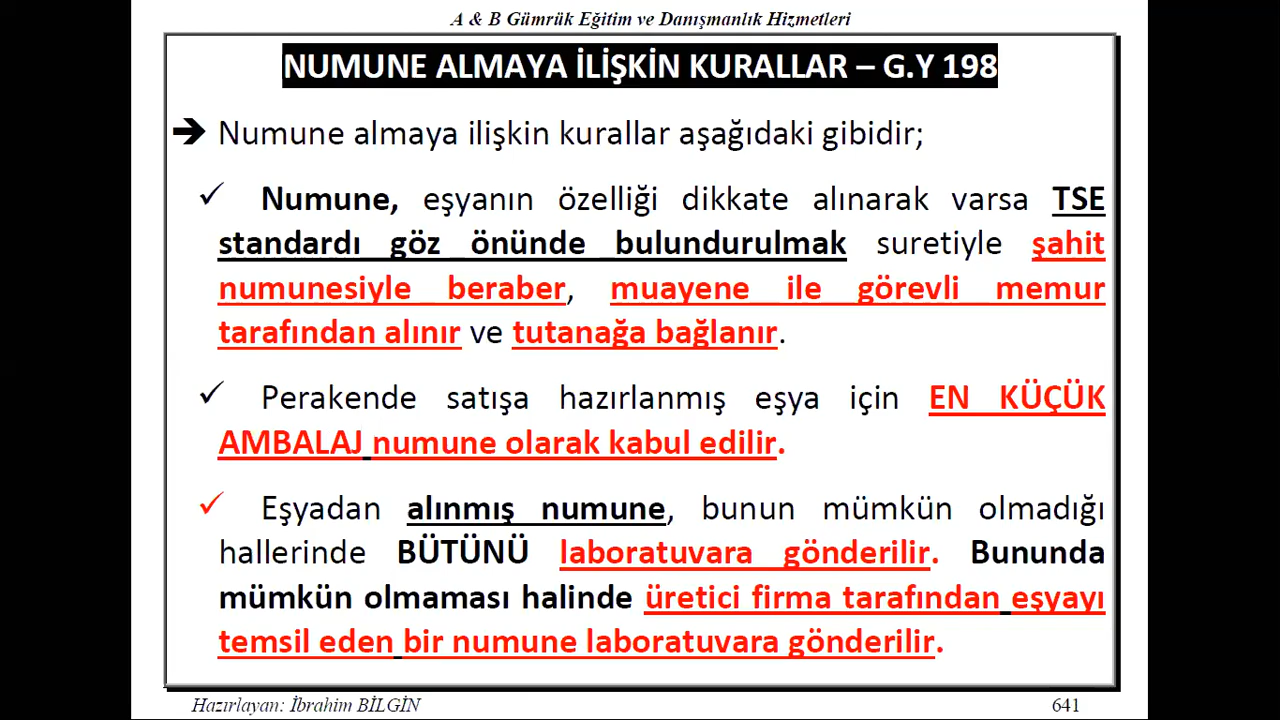 A & B Gümrük Eğitim ve Danışmanlık Hizmetleri
NUMUNE ALMAYA İLİŞKİN KURALLAR – G.Y 198
➔ Numune almaya ilişkin kurallar aşağıdaki gibidir;
✓ Numune, eşyanın özelliği dikkate alınarak varsa TSE
standardı göz önünde bulundurulmak suretiyle şahit
numunesiyle beraber, muayene ile görevli memur
tarafından alınır ve tutanağa bağlanır.
✓ Perakende satışa hazırlanmış eşya için EN KÜÇÜK
AMBALAJ numune olarak kabul edilir.
✓ Eşyadan alınmış numune, bunun mümkün olmadığı
hallerinde BÜTÜNÜ laboratuvara gönderilir. Bununda
mümkün olmaması halinde üretici firma tarafından eşyayı
temsil eden bir numune laboratuvara gönderilir.
Hazırlayan: İbrahim BİLGİN
641